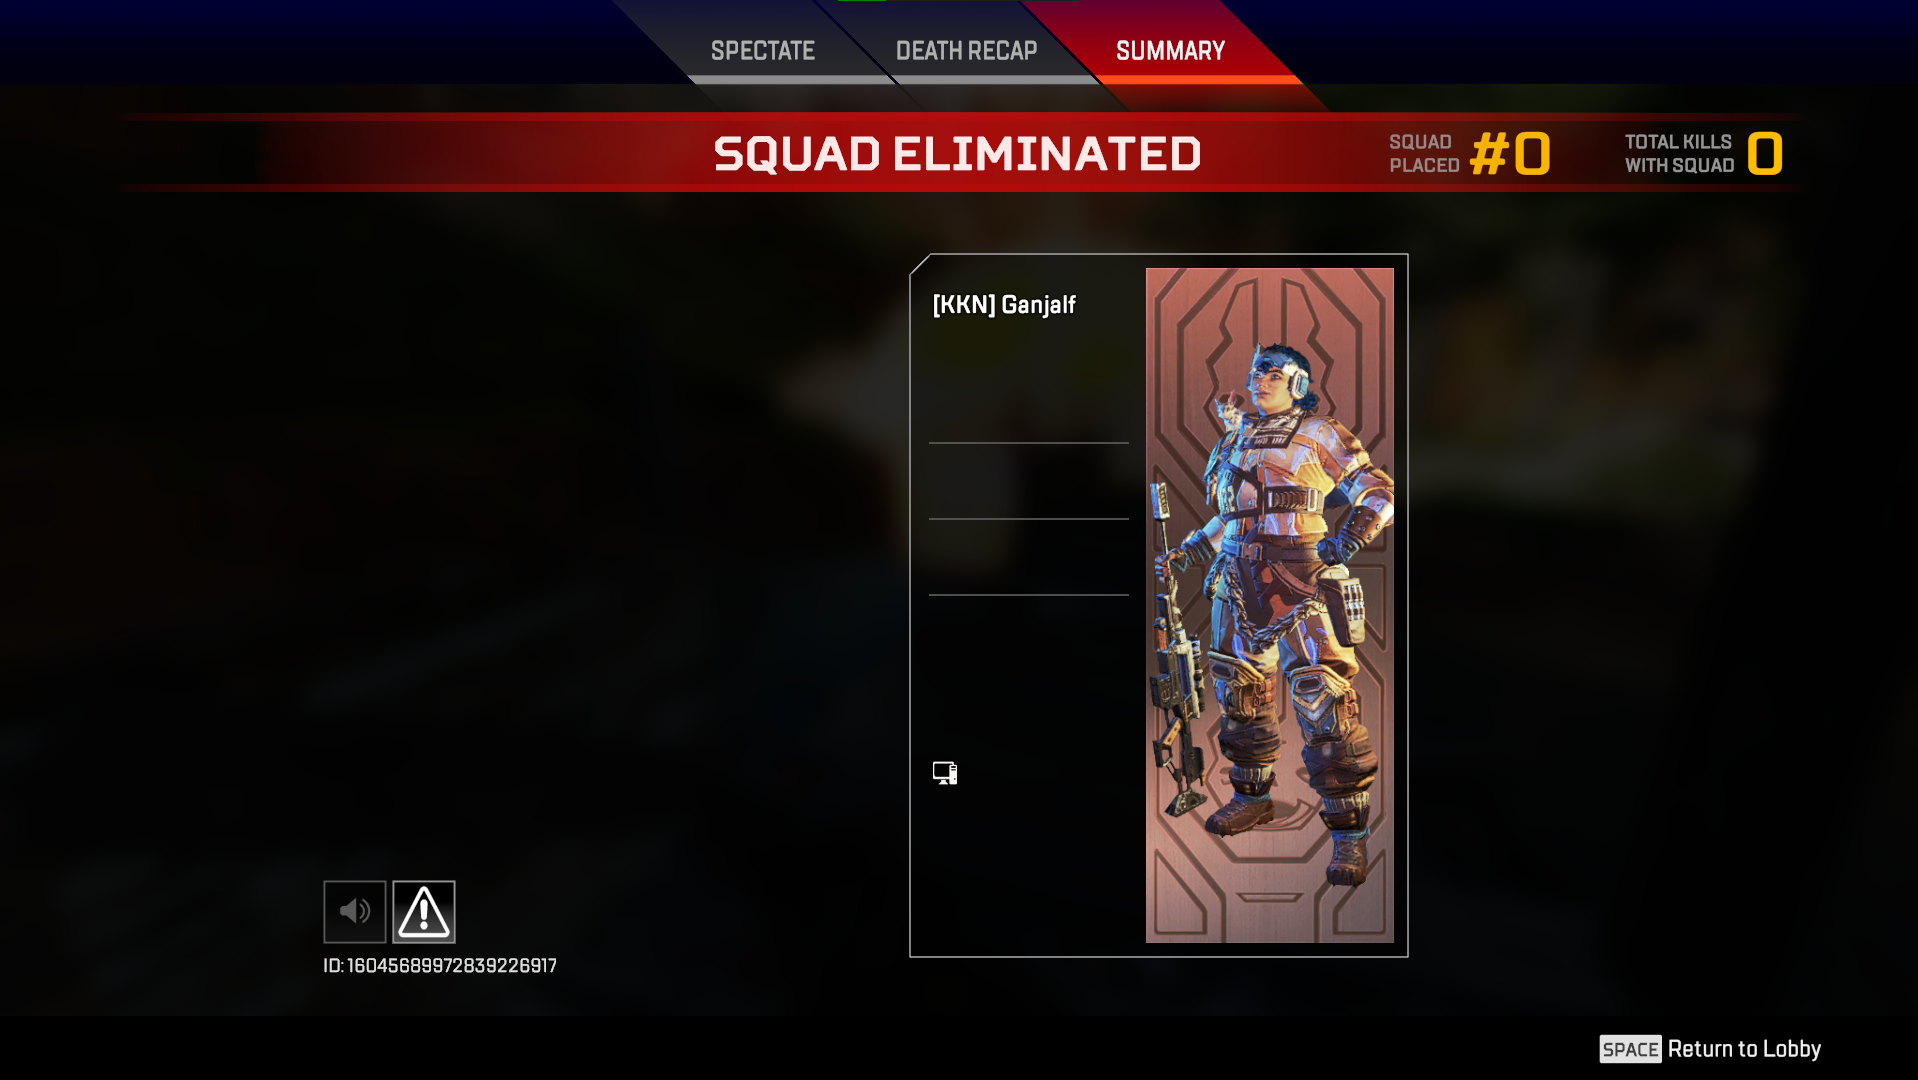 SPECTATE
DEATH RECAP
SUMMARY
SQUAD ELIMINATED
SQUAD
PLACED
#0
TOTAL KILLS
WITH SQUAD
0
[KKN] Ganjalf
ID: 16045689972839226917
SPACE Return to Lobby